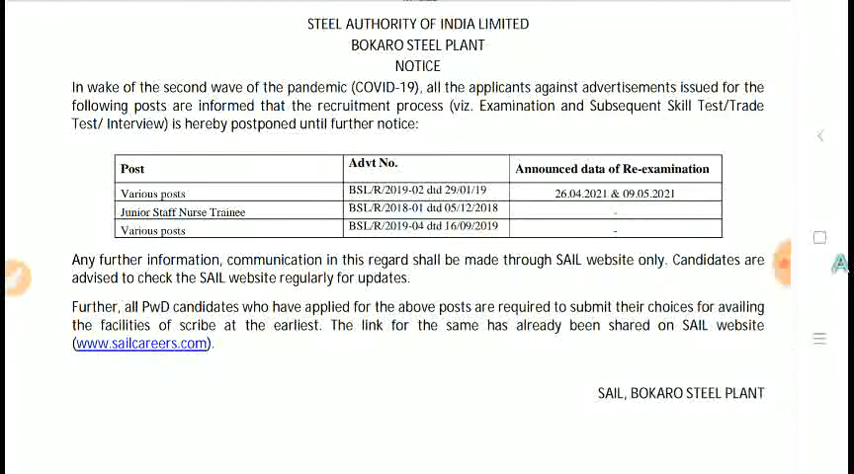 STEEL AUTHORITY OF INDIA LIMITED
BOKARO STEEL PLANT
NOTICE
In wake of the second wave of the pandemic (COVID-19), all the applicants against advertisements issued for the
following posts are informed that the recruitment process (viz. Examination and Subsequent Skill Test/Trade
Test/ Interview) is hereby postponed until further notice:
Post Advt No. Announced data of Re-examination
Various posts BSL/R/2019-02 dtd 29/01/19 26.04.2021 & 09.05.2021
Junior Staff Nurse Trainee BSL/R/2018-01 dtd 05/12/2018 -
Various posts BSL/R/2019-04 dtd 16/09/2019 -
Any further information, communication in this regard shall be made through SAIL website only. Candidates are
advised to check the SAIL website regularly for updates.
Further, all PwD candidates who have applied for the above posts are required to submit their choices for availing
the facilities of scribe at the earliest. The link for the same has already been shared on SAIL website
(www.sailcareers.com).
SAIL, BOKARO STEEL PLANT
A